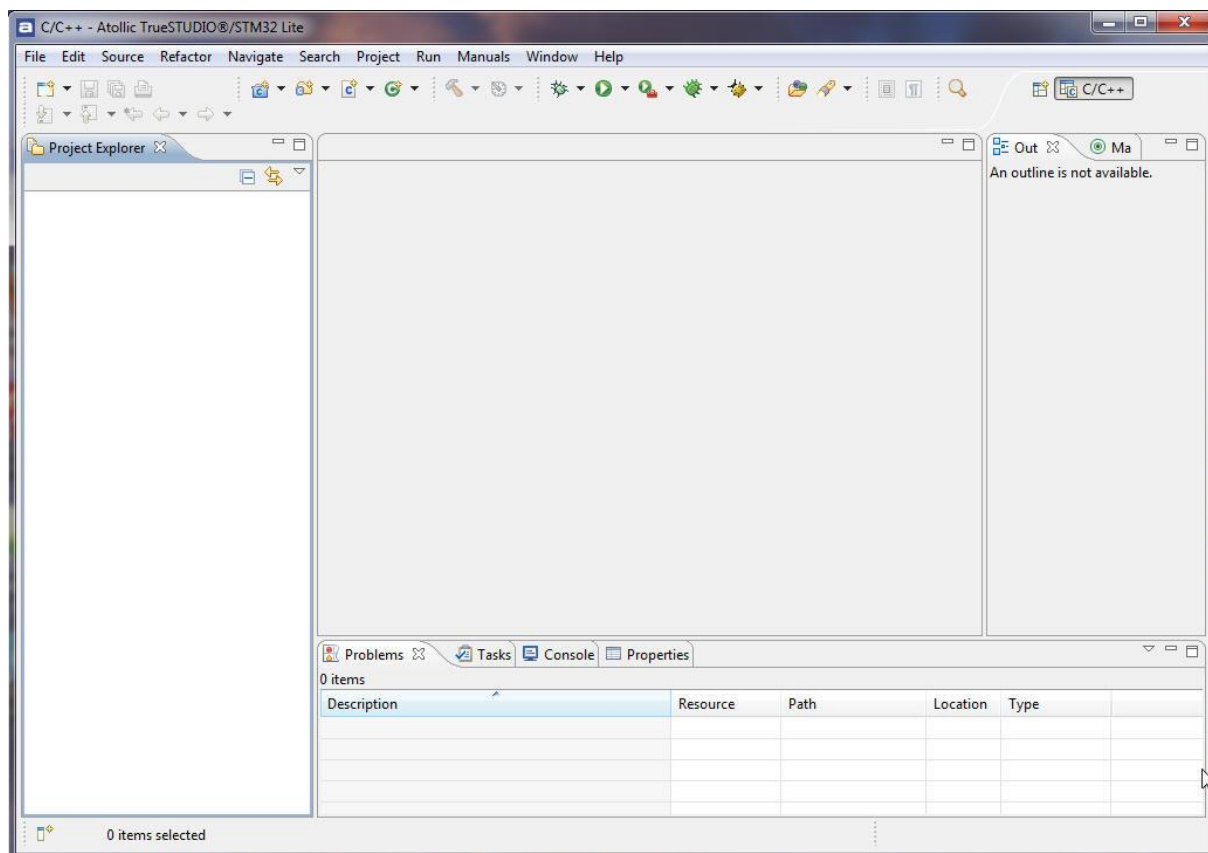 C/C++ - Atollic TrueSTUDIO®/STM32 Lite
File Edit Source Refactor Navigate Search Project Run Manuals Window Help
C/C++
Project Explorer
Out Ma
An outline is not available.
Problems Tasks Console Properties
0 items
Description Resource Path Location Type
0 items selected